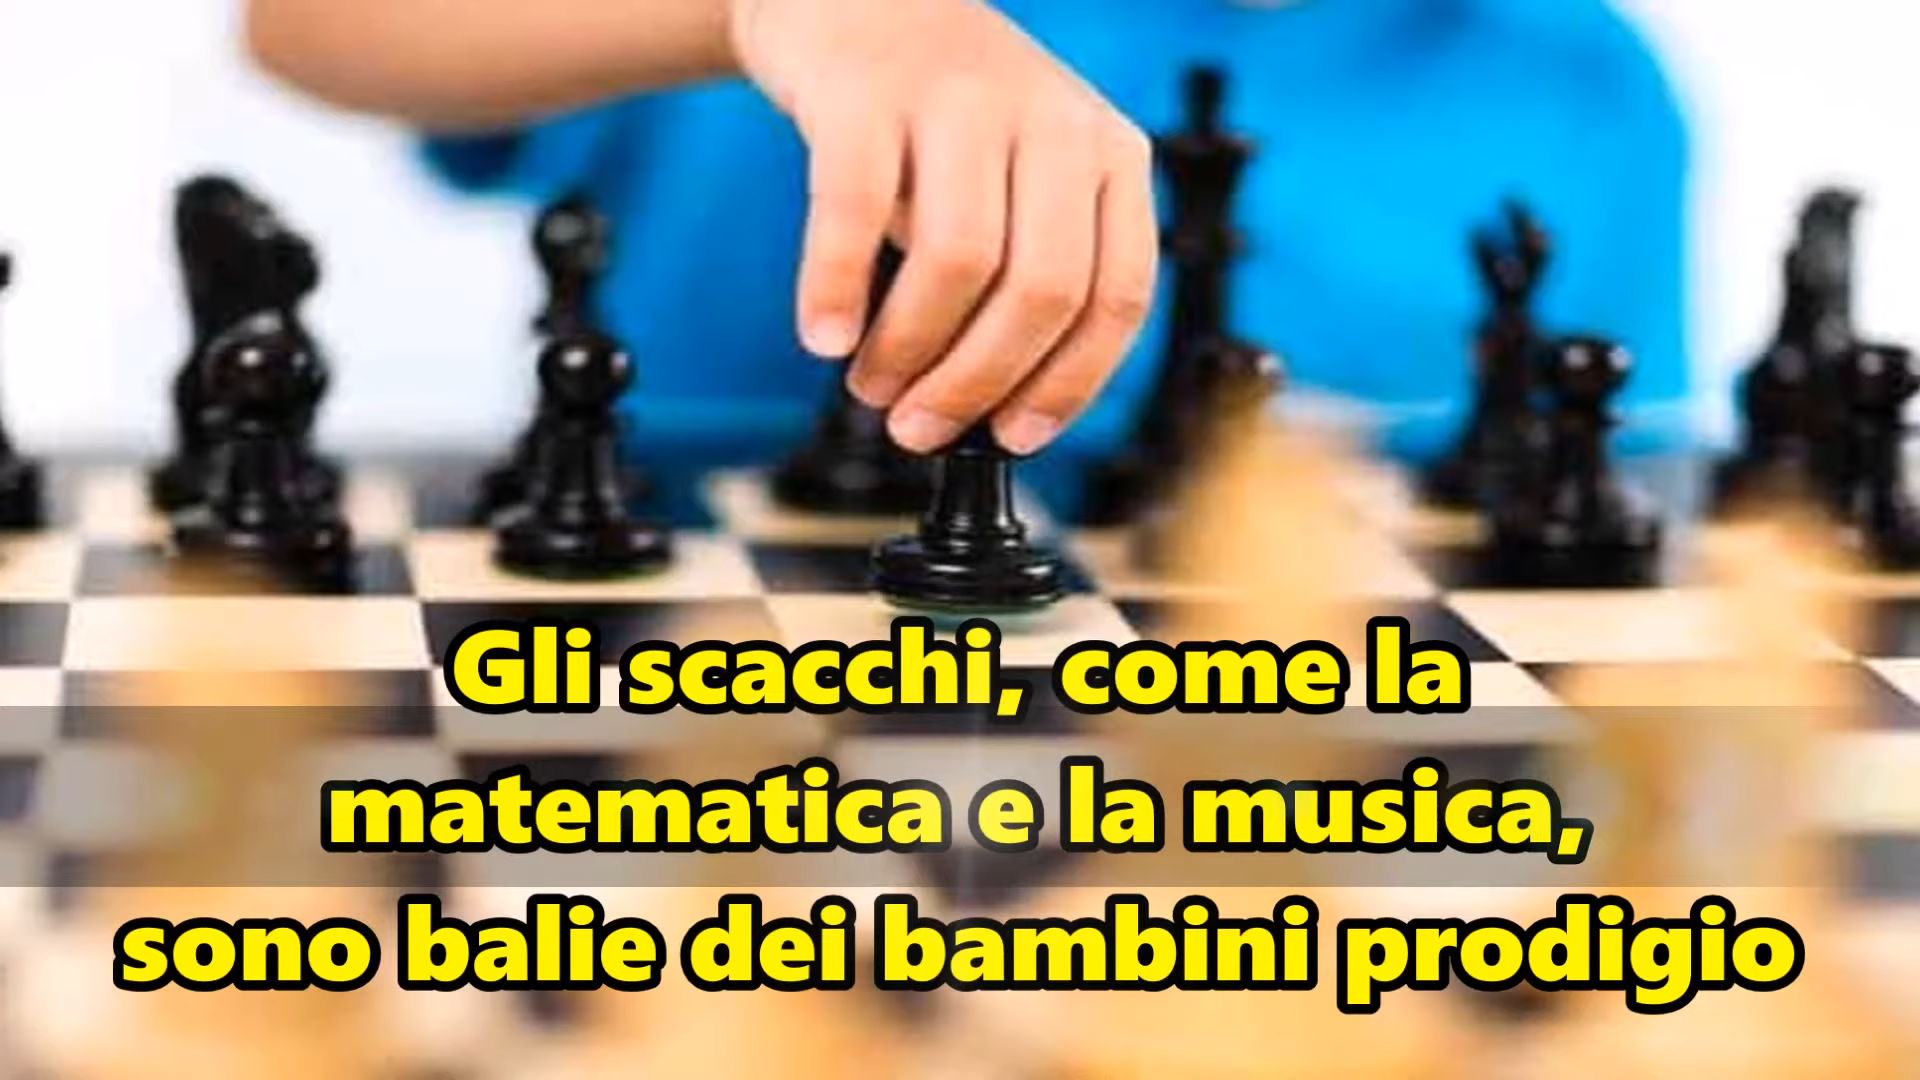 Gli scacchi, come la
matematica e la musica,
sono balie dei bambini prodigio